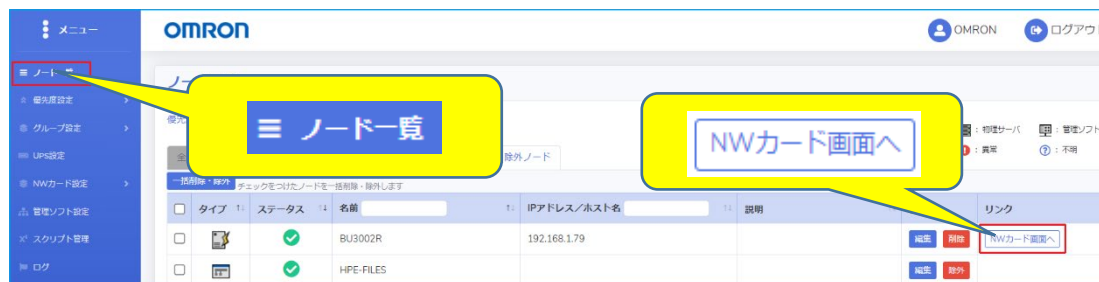 メニュー
OMRON
OMRON
ログアウ
ノード一覧
優先度設定
グループ設定
UPS設定
NWカード設定
管理ソフト設定
スクリプト管理
ログ
ノード一覧
NWカード画面へ
：物理サーバ
：管理ソフト
：異常
：不明
除外ノード
一括削除・除外
チェックをつけたノードを一括削除・除外します
タイプ ステータス 名前 IPアドレス/ホスト名 説明 リンク
BU3002R 192.168.1.79 編集 削除 NWカード画面へ
HPE-FILES 編集 除外